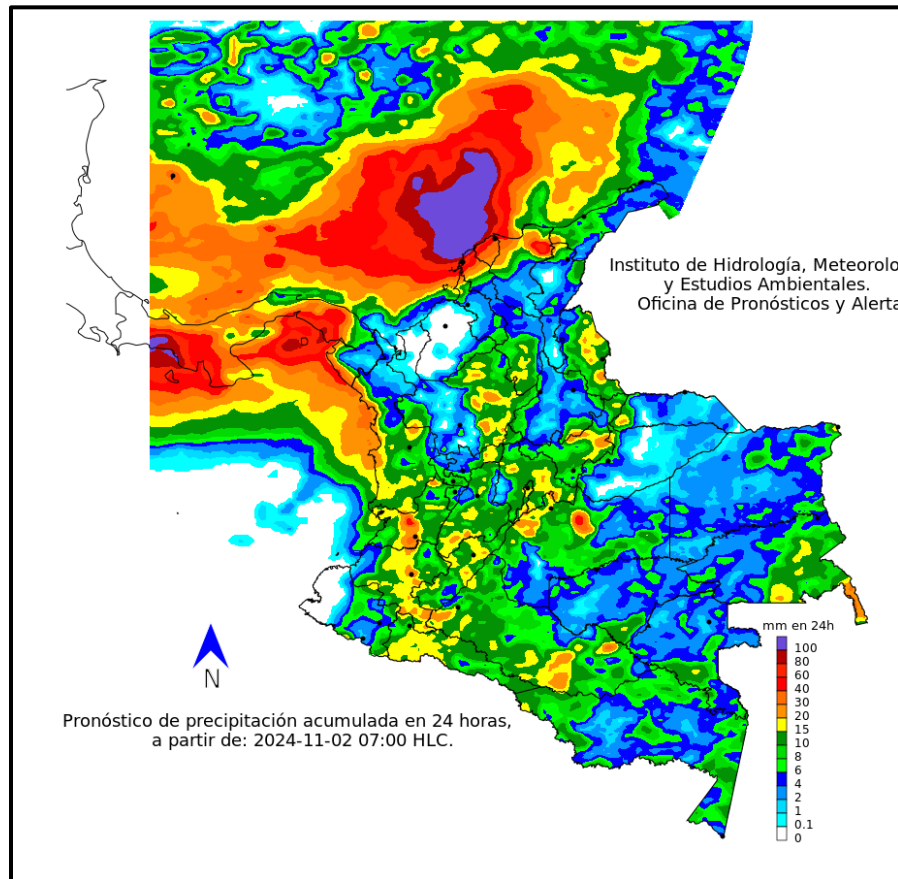 Instituto de Hidrología, Meteorolo
y Estudios Ambientales.
Oficina de Pronósticos y Alerta
mm en 24h
100
80
60
40
30
20
15
10
8
6
4
2
1
0.1
0
N
Pronóstico de precipitación acumulada en 24 horas,
a partir de: 2024-11-02 07:00 HLC.